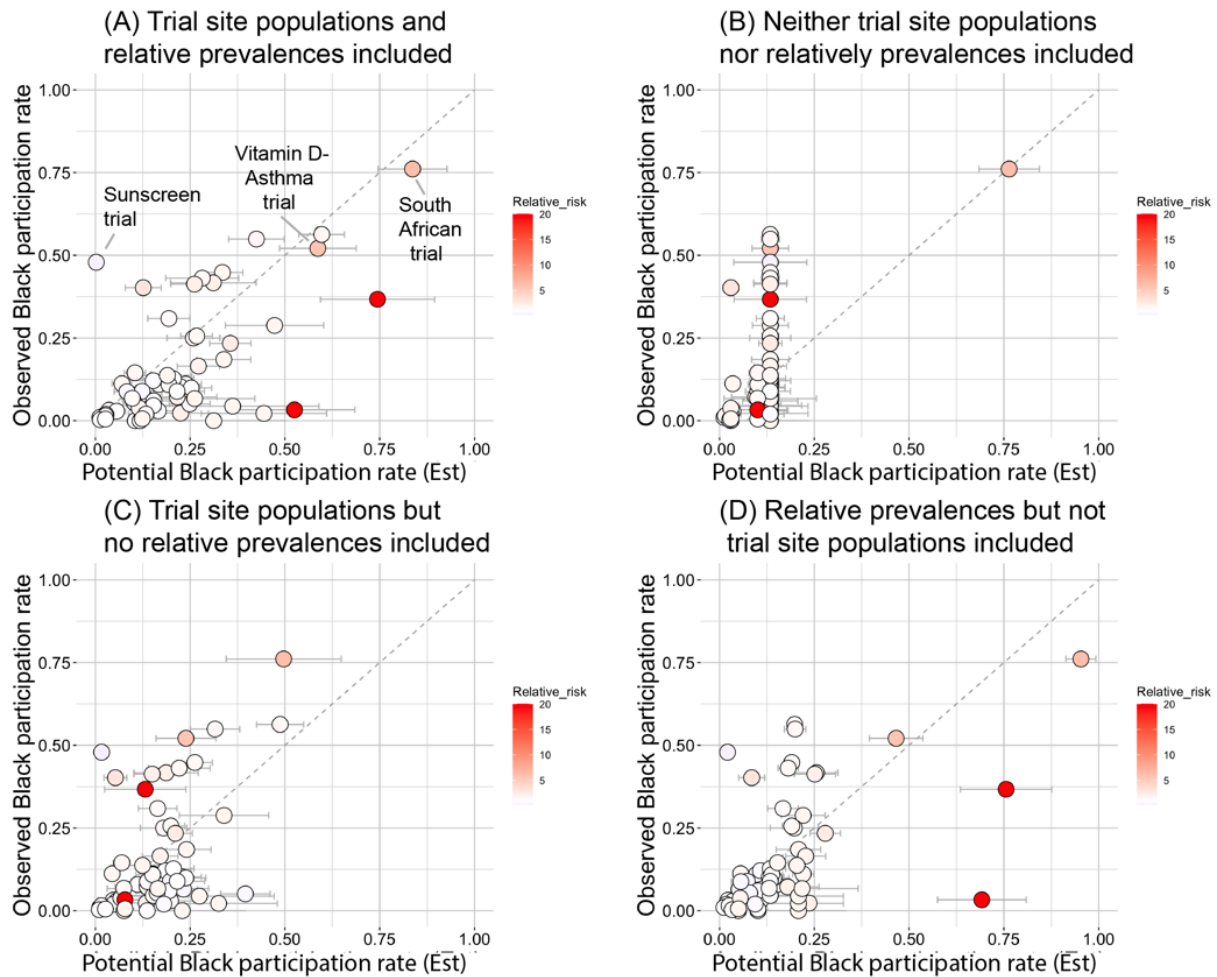 (A) Trial site populations and
relative prevalences included
1.00
0.75
0.50
0.25
0.00
Observed Black participation rate
Sunscreen
trial
Vitamin D-
Asthma
trial
South
African
trial
0.00 0.25 0.50 0.75 1.00
Potential Black participation rate (Est)
Relative_risk
20
15
10
5
(B) Neither trial site populations
nor relatively prevalences included
1.00
0.75
0.50
0.25
0.00
Observed Black participation rate
0.00 0.25 0.50 0.75 1.00
Potential Black participation rate (Est)
Relative_risk
20
15
10
5
(C) Trial site populations but
no relative prevalences included
1.00
0.75
0.50
0.25
0.00
Observed Black participation rate
0.00 0.25 0.50 0.75 1.00
Potential Black participation rate (Est)
Relative_risk
20
15
10
5
(D) Relative prevalences but not
trial site populations included
1.00
0.75
0.50
0.25
0.00
Observed Black participation rate
0.00 0.25 0.50 0.75 1.00
Potential Black participation rate (Est)
Relative_risk
20
15
10
5